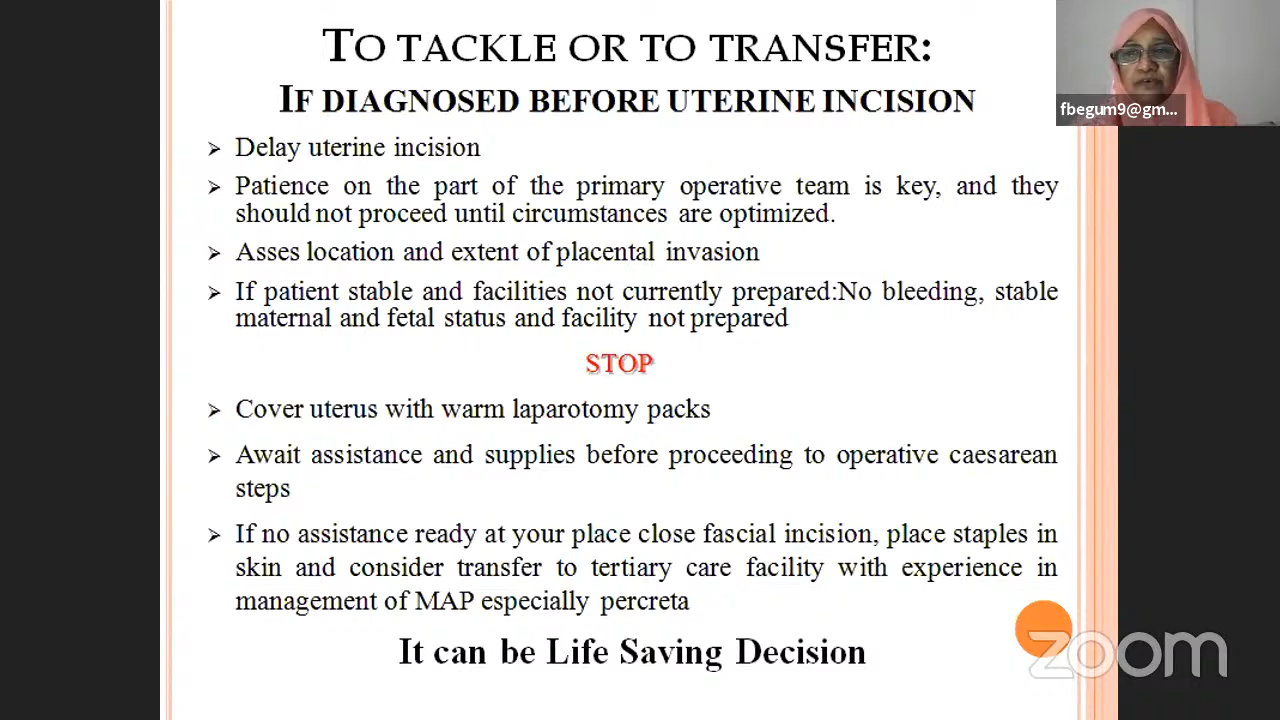 TO TACKLE OR TO TRANSFER:
IF DIAGNOSED BEFORE UTERINE INCISION
fbegum9@gm...
➢ Delay uterine incision
➢ Patience on the part of the primary operative team is key, and they
should not proceed until circumstances are optimized.
➢ Asses location and extent of placental invasion
➢ If patient stable and facilities not currently prepared:No bleeding, stable
maternal and fetal status and facility not prepared
STOP
➢ Cover uterus with warm laparotomy packs
➢ Await assistance and supplies before proceeding to operative caesarean
steps
➢ If no assistance ready at your place close fascial incision, place staples in
skin and consider transfer to tertiary care facility with experience in
management of MAP especially percreta
It can be Life Saving Decision
zoom